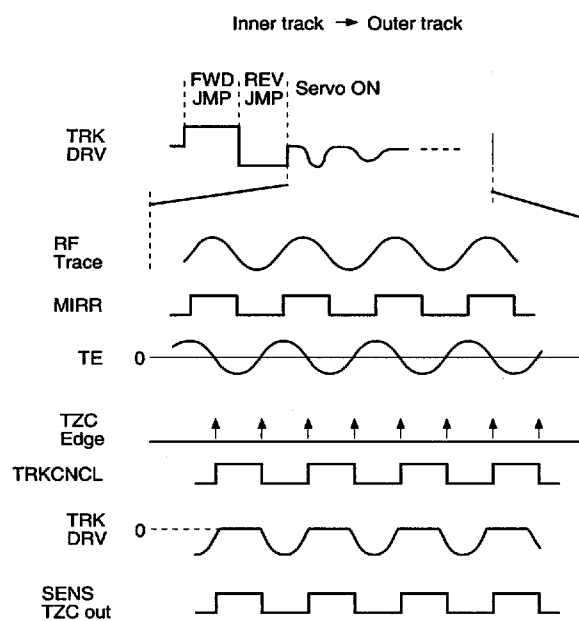 Inner track → Outer track
FWD REV Servo ON
JMP JMP
TRK
DRV
RF
Trace
MIRR
TE 0
TZC
Edge
TRKCNCL
TRK
DRV 0
SENS
TZC out